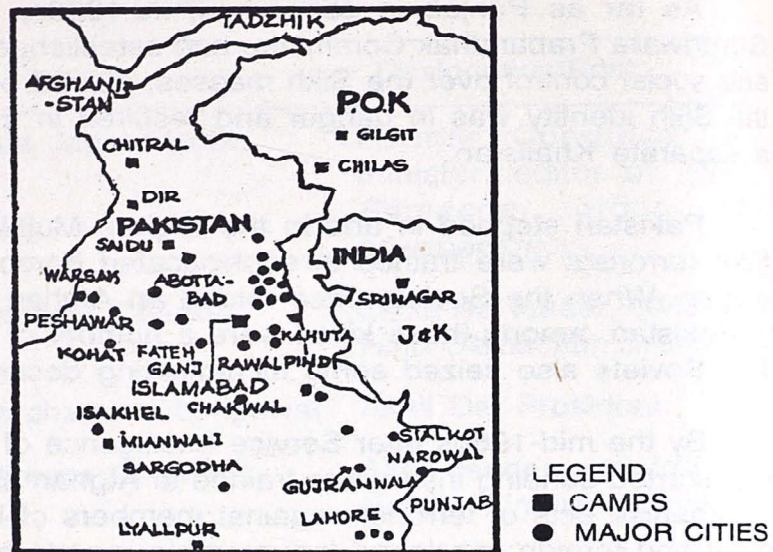 TADZHIK
AFGHANIS
-STAN
P.O.K
GILGIT
CHITRAL
CHILAS
DIR
PAKISTAN
SAIDU
INDIA
WARSAK
ABOTTA-
BAD
SRINAGAR
PESHAWAR
KAHUTA
J&K
KOHAT
FATEH
GANJ
RAWALPINDI
ISLAMABAD
CHAKWAL
ISAKHEL
MIANWALI
SIALKOT
NAROWAL
SARGODHA
GUJRANWALA
PUNJAB
LAHORE
LYALLPUR
LEGEND
CAMPS
MAJOR CITIES